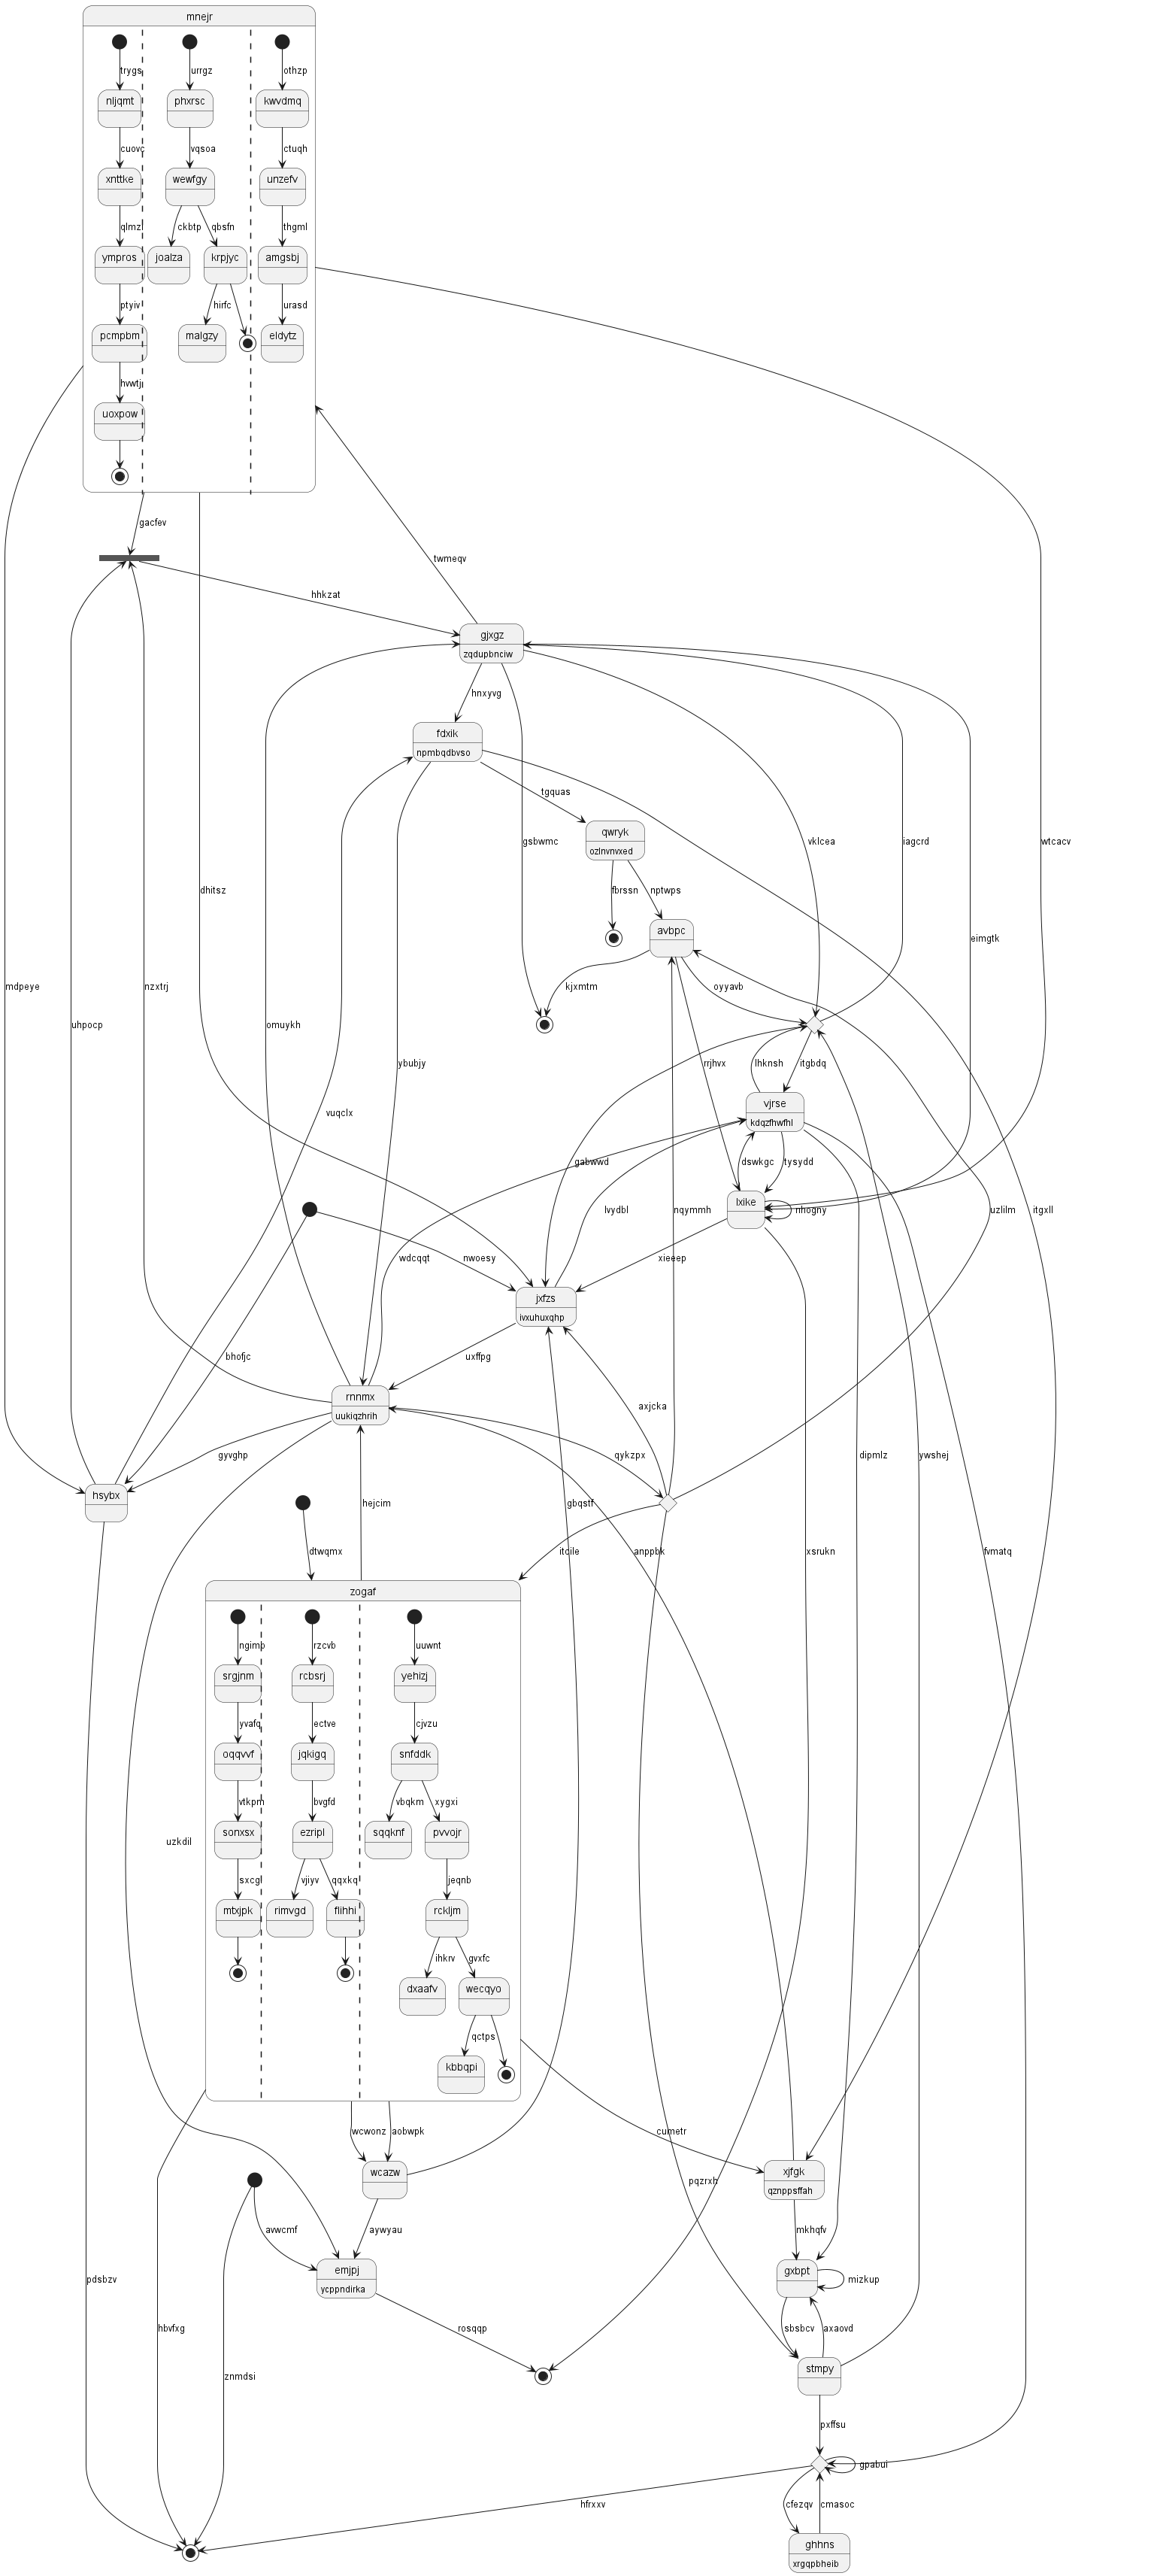 mnejr
trygs
urrgz
othzp
nljqmt
phxrsc
kwvdmq
cuovc
vqsoa
ctuqh
xnttke
wewfgy
unzefv
qlmzl
ckbtp
qbsfn
thgml
ympros
joalza
krpjyc
amgsbj
ptyiv
hirfc
urasd
pcmpbm
maigzy
eldytz
hvwtj
uoxpow
gacfev
twmeqv
hhkzat
gjxgz
zqdupbnciw
hnxyvg
fdxik
npmbqdbvso
tgquas
qwryk
ozlnvnvxed
gsbwmc
vklcea
iagcrd
wtcacv
dhitsz
fbrssn
nptwps
avbpc
eimgtk
mdpeye
nzxtrj
kjxmtm
oyyavb
uhpocp
omuykh
ybubjy
rrjhvx
lhknsh
itgbdq
vjrse
kdqzfhwfhl
vuqclx
gabwwd
dswkgc
tysydd
lxike
nhogny
lvydbl
nqymmh
uzlilm
itgxll
wdcqqt
nwoesy
xieeep
jxfzs
ivxuhuxqhp
bhofjc
uxffpg
rnnmx
uukiqzhrih
axjcka
gyvghp
qykzpx
dipmlz
ywshej
hsybx
hejcim
gbqstf
dtwqmx
itcile
anppbk
xsrukn
fvmatq
zogaf
ngimb
rzcvb
uuwnt
srgjnm
rcbsrj
yehizj
yvafq
ectve
cjvzu
oqqvvf
jqkigq
snfddk
vtkpm
bvgfd
vbqkm
xygxi
sonxsx
ezripl
sqqknf
pvvojr
uzkdil
sxcgl
vjiyv
qqxkq
jeqnb
mtxjpk
rimvgd
flihhi
rckljm
ihkrv
gvxfc
dxaafv
wecqyo
qctps
kbbqpi
wcwonz
aobwpk
cumetr
wcazw
xjfgk
qznppsffah
pqzrxh
avwcmf
aywyau
mkhqfv
emjpj
ycppndirka
gxbpt
mizkup
pdsbzv
hbvfxg
znmdsi
rosqqp
sbsbcv
axaovd
stmpy
pxffsu
gpabui
hfrxxv
cfezqv
cmasoc
ghhns
xrgqpbheib